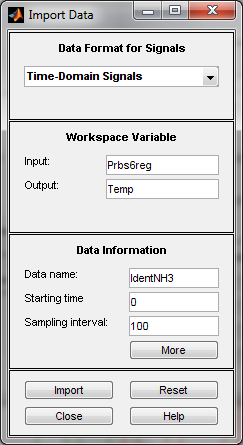 Import Data
Data Format for Signals
Time-Domain Signals
Workspace Variable
Input: Prbs6reg
Output: Temp
Data Information
Data name: IdentNH3
Starting time 0
Sampling interval: 100
More
Import Reset
Close Help